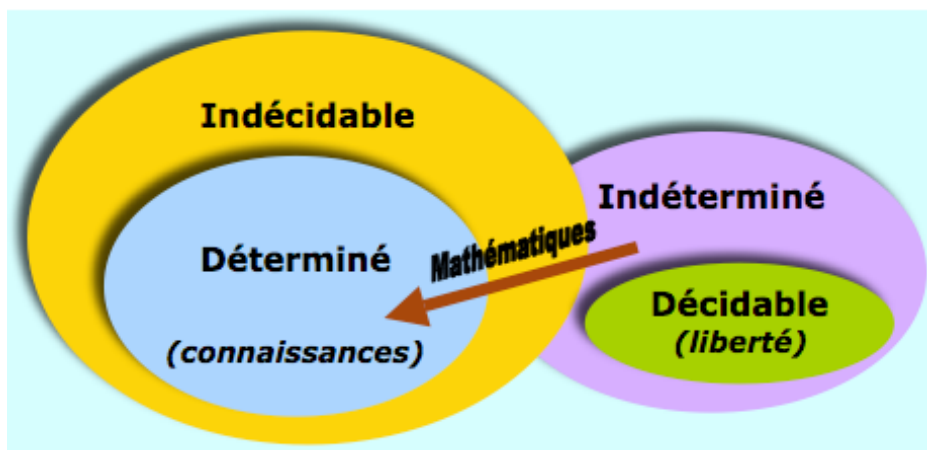 Indécidable
Indéterminé
Déterminé
Mathématiques
Décidable
(liberté)
(connaissances)